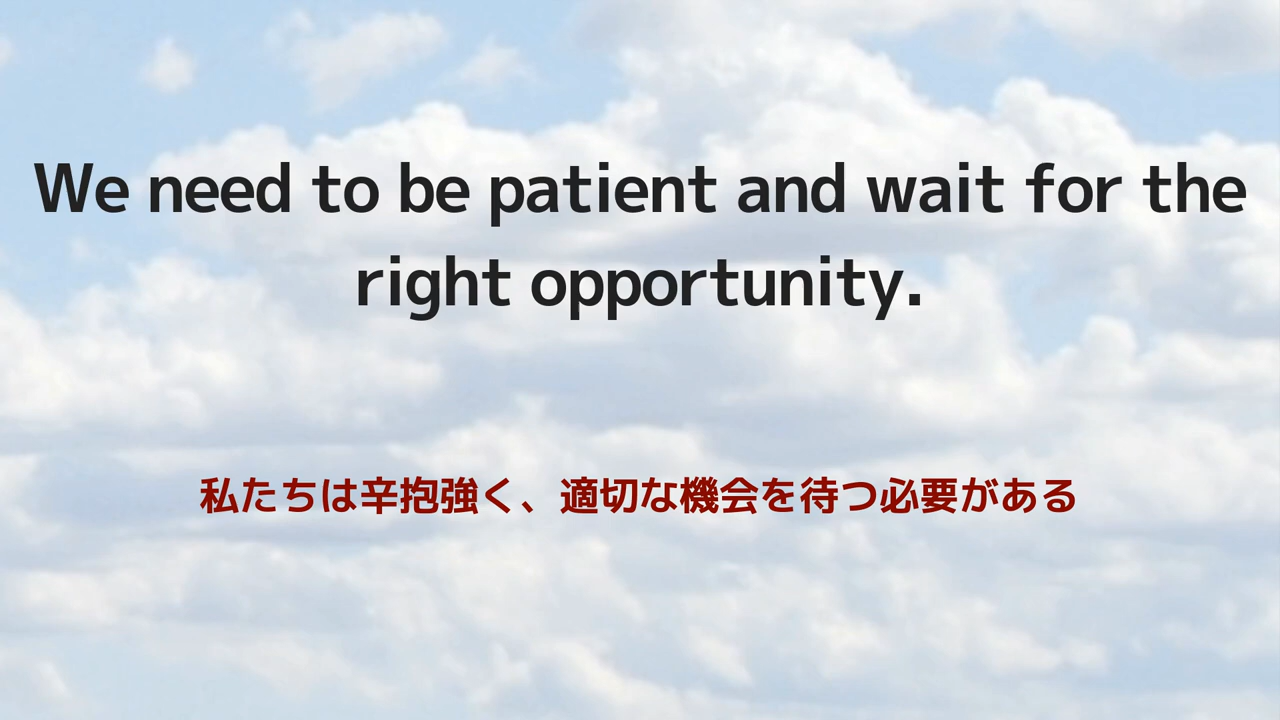 We need to be patient and wait for the
right opportunity.
私たちは辛抱強く、適切な機会を待つ必要がある